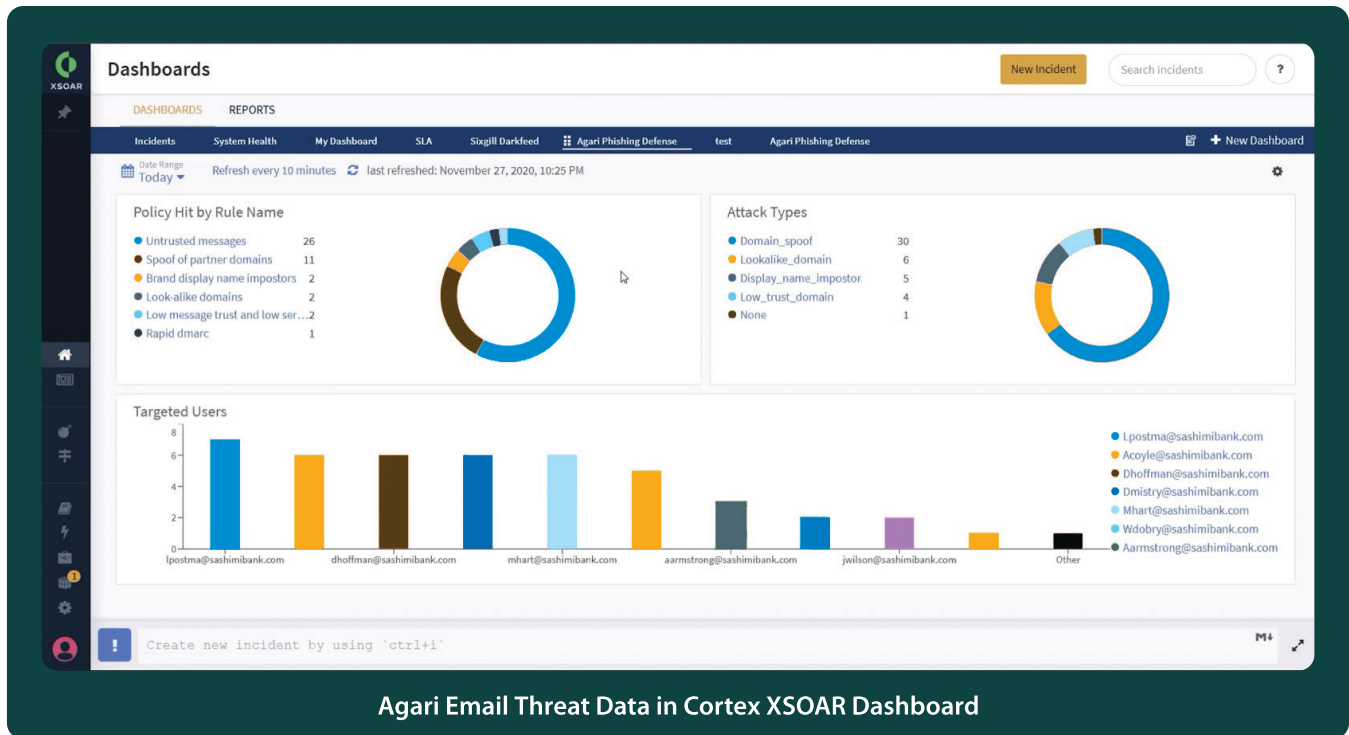 XSOAR
Dashboards
New Incident
Search incidents
?
DASHBOARDS REPORTS
Incidents System Health My Dashboard SLA Sixgill Darkfeed Agari Phishing Defense test Agari Phishing Defense + New Dashboard
Date Range
Today
Refresh every 10 minutes last refreshed: November 27, 2020, 10:25 PM
Policy Hit by Rule Name
Untrusted messages 26
Spoof of partner domains 11
Brand display name impostors 2
Look-alike domains 2
Low message trust and low ser...2
Rapid dmarc 1
Attack Types
Domain_spoof 30
Lookalike_domain 6
Display_name_impostor 5
Low_trust_domain 4
None 1
Targeted Users
8
6
4
2
0
lpostma@sashimibank.com dhoffman@sashimibank.com mhart@sashimibank.com aarmstrong@sashimibank.com jwilson@sashimibank.com Other
Lpostma@sashimibank.com
Acoyle@sashimibank.com
Dhoffman@sashimibank.com
Dmistry@sashimibank.com
Mhart@sashimibank.com
Wdobry@sashimibank.com
Aarmstrong@sashimibank.com
1
! Create new incident by using `ctrl+i`
M↓
Agari Email Threat Data in Cortex XSOAR Dashboard